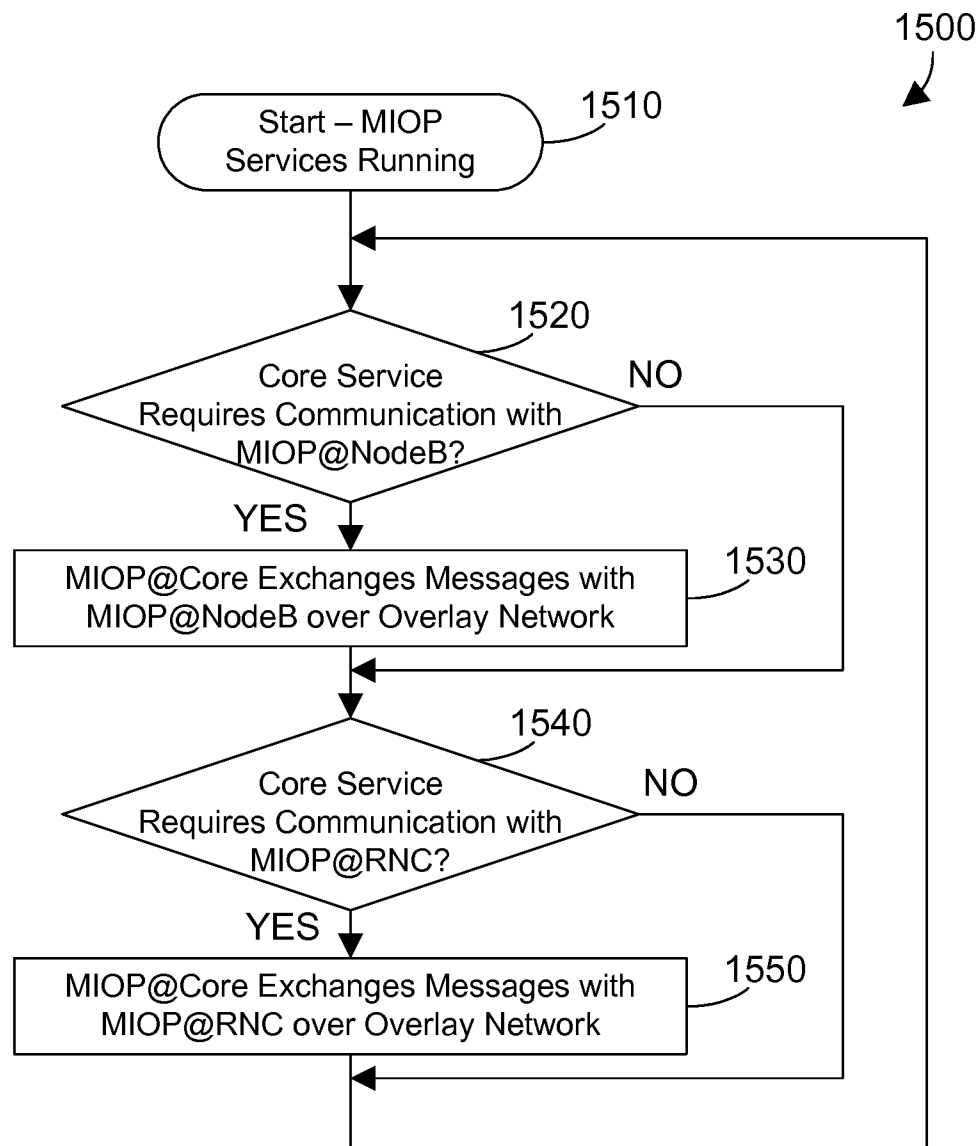 1500
Start – MIOP
Services Running
1510
1520
Core Service
Requires Communication with
MIOP@NodeB?
NO
YES
1530
MIOP@Core Exchanges Messages with
MIOP@NodeB over Overlay Network
1540
Core Service
Requires Communication with
MIOP@RNC?
NO
YES
1550
MIOP@Core Exchanges Messages with
MIOP@RNC over Overlay Network